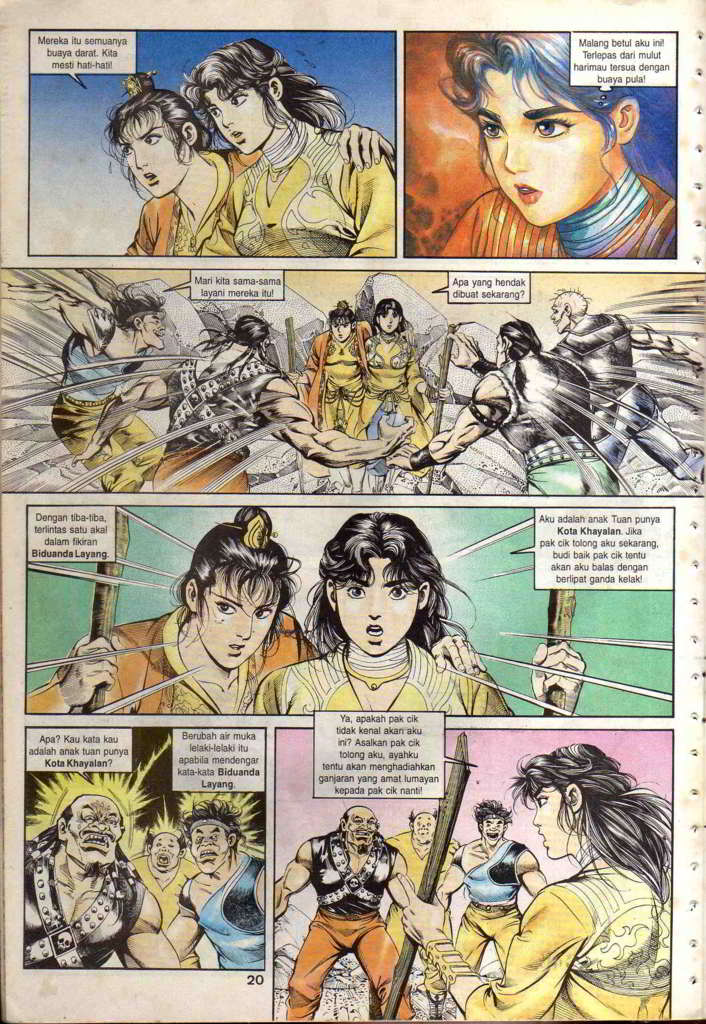 Mereka itu semuanya
buaya darat. Kita
mesti hati-hati!
Malang betul aku ini!
Terlepas dari mulut
harimau tersua dengan
buaya pula!
Mari kita sama-sama
layani mereka itu!
Apa yang hendak
dibuat sekarang?
Dengan tiba-tiba,
terlintas satu akal
dalam fikiran
Biduanda Layang.
Aku adalah anak Tuan punya
Kota Khayalan. Jika
pak cik tolong aku sekarang,
budi baik pak cik tentu
akan aku balas dengan
berlipat ganda kelak!
Apa? Kau kata kau
adalah anak tuan punya
Kota Khayalan?
Berubah air muka
lelaki-lelaki itu
apabila mendengar
kata-kata Biduanda
Layang.
Ya, apakah pak cik
tidak kenal akan aku
ini? Asalkan pak cik
tolong aku, ayahku
tentu akan menghadiahkan
ganjaran yang amat lumayan
kepada pak cik nanti!
20